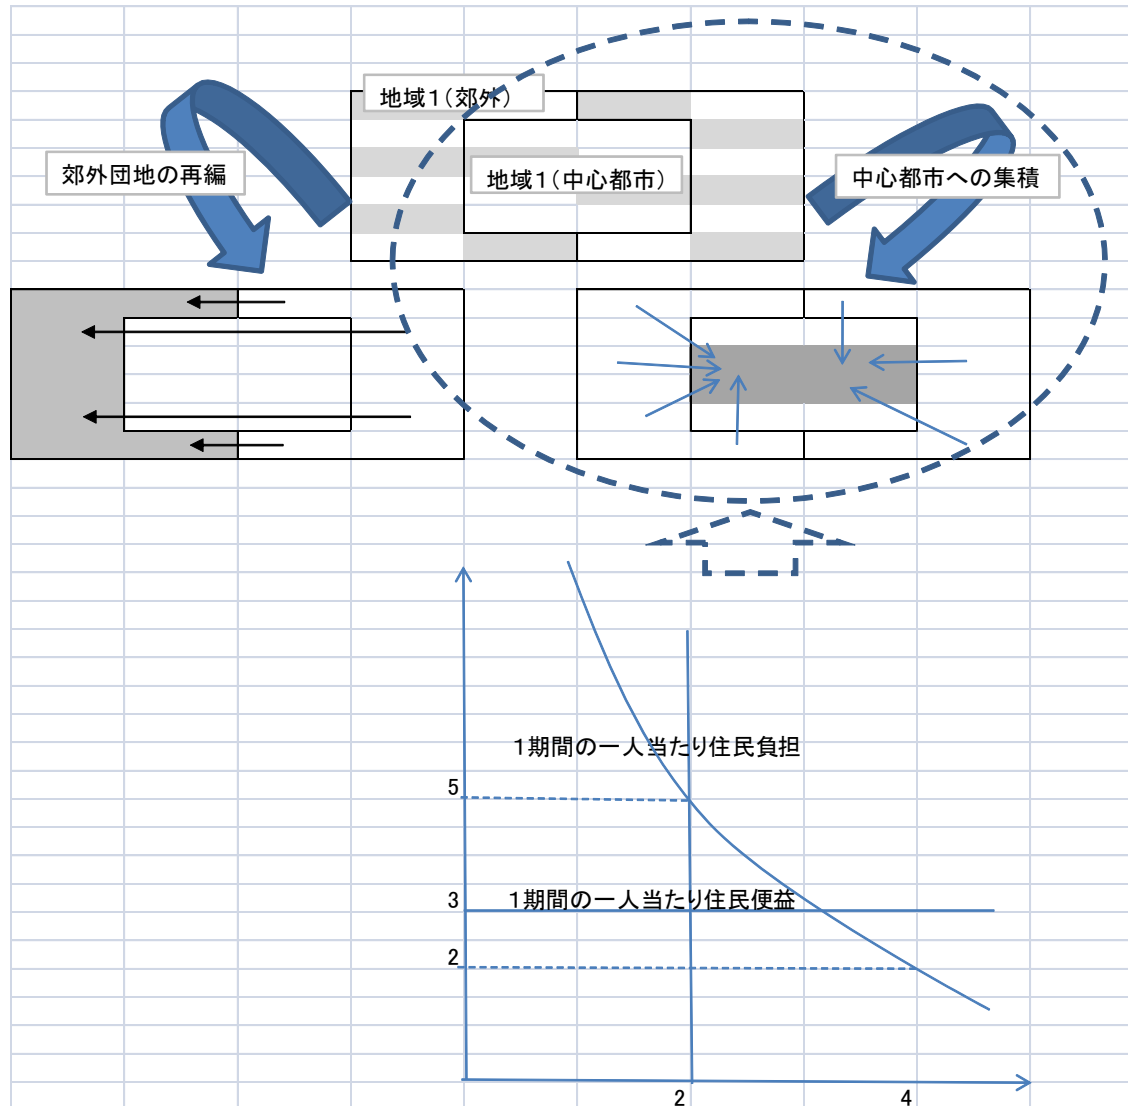 地域1(郊外)
郊外団地の再編
地域1(中心都市)
中心都市への集積
1期間の一人当たり住民負担
5
3
1期間の一人当たり住民便益
2
2
4